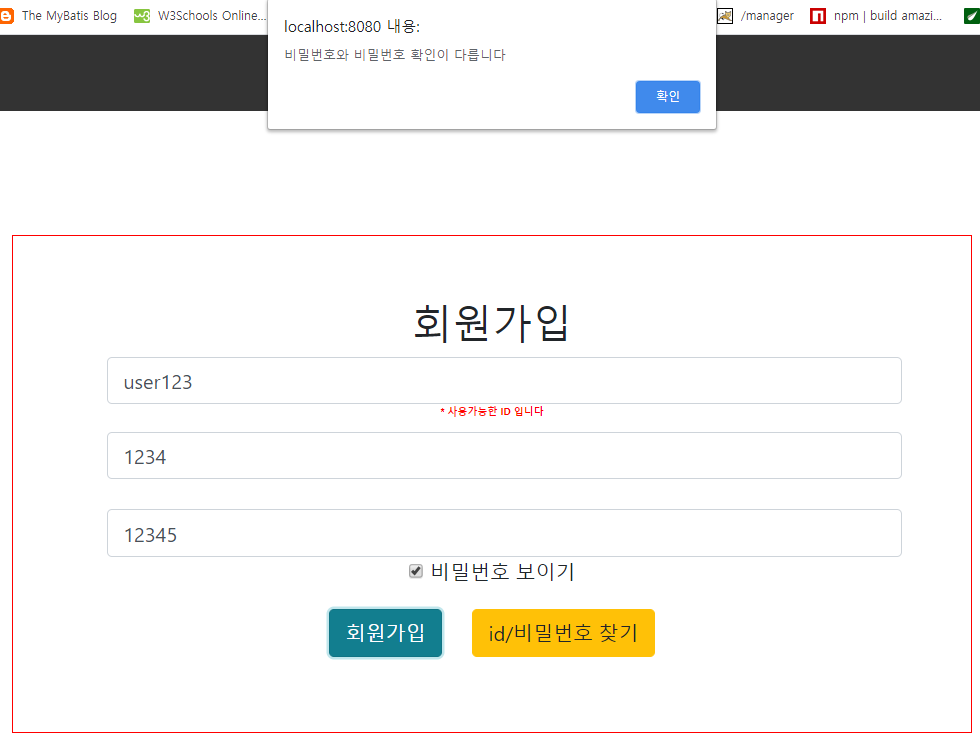 The MyBatis Blog
W3Schools Online...
/manager
npm | build amazi...
localhost:8080 내용:
비밀번호와 비밀번호 확인이 다릅니다
확인
회원가입
user123
* 사용가능한 ID 입니다
1234
12345
비밀번호 보이기
회원가입
id/비밀번호 찾기